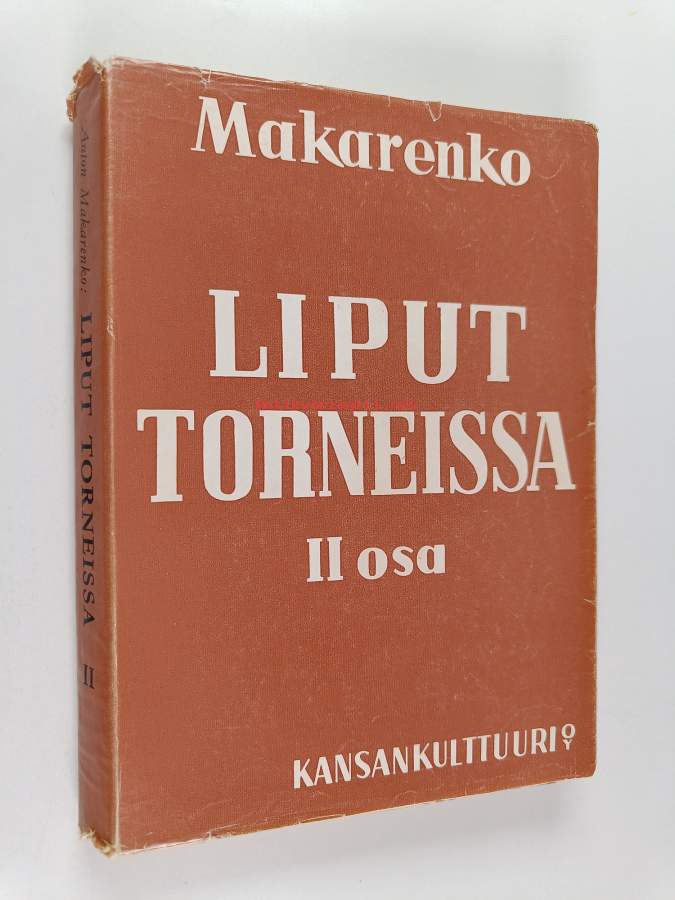 Makarenko
LIPUT
TORNEISSA
II osa
KANSANKULTTUURI OY
Anton Makarenko: LIPUT TORNEISSA II